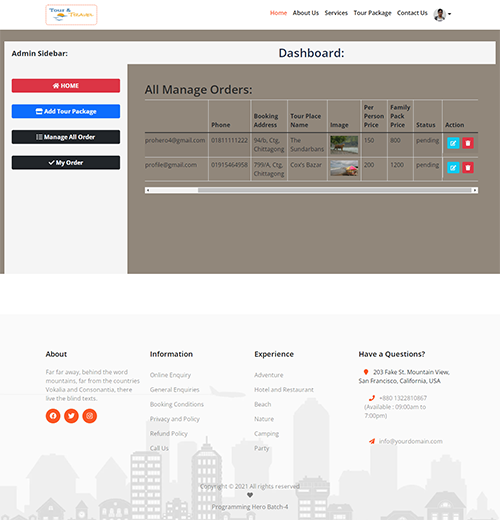 Tour &
Travel
Home About Us Services Tour Package Contact Us
Admin Sidebar:
Dashboard:
HOME
Add Tour Package
Manage All Order
My Order
All Manage Orders:
Phone Booking Address Tour Place Name Image Per Person Price Family Pack Price Status Action
prohero4@gmail.com 01811111222 94/b, Ctg, Chittagong The Sundarbans 150 800 pending
profile@gmail.com 01915464958 799/A, Ctg Chittagong Cox's Bazar 200 1200 pending
About
Far far away, behind the word
mountains, far from the countries
Vokalia and Consonantia, there
live the blind texts.
Information
Online Enquiry
General Enquiries
Booking Conditions
Privacy and Policy
Refund Policy
Call Us
Experience
Adventure
Hotel and Restaurant
Beach
Nature
Camping
Party
Have a Questions?
203 Fake St. Mountain View,
San Francisco, California, USA
+880 1322810867
(Available : 09:00am to
7:00pm)
info@yourdomain.com
Copyright © 2021 All rights reserved
Programming Hero Batch-4